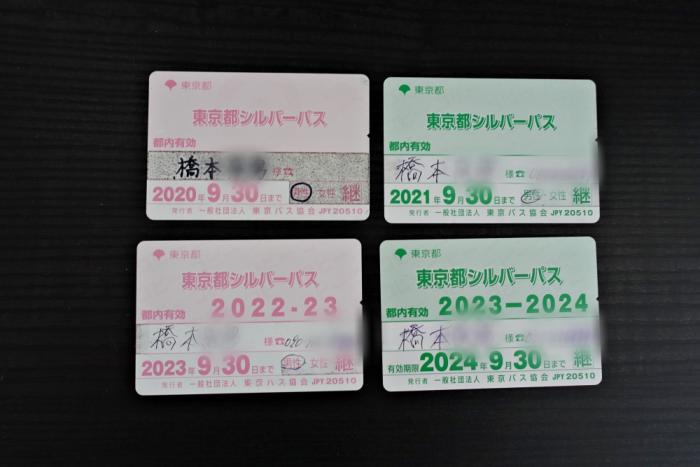 東京都
東京都シルバーパス
都内有効
橋本 様☎
2020年9月30日まで 男性・女性 継
発行者 一般社団法人 東京バス協会 JPY20510
東京都
東京都シルバーパス
都内有効
橋本 様☎
2021年9月30日まで 男性・女性 継
発行者 一般社団法人 東京バス協会 JPY20510
東京都
東京都シルバーパス
都内有効 2022-23
橋本 様☎090
2023年9月30日まで 男性・女性 継
発行者 一般社団法人 東京バス協会 JPY20510
東京都
東京都シルバーパス
都内有効 2023-2024
橋本 様☎
有効期限 2024年9月30日まで 継
発行者 一般社団法人 東京バス協会 JPY20510